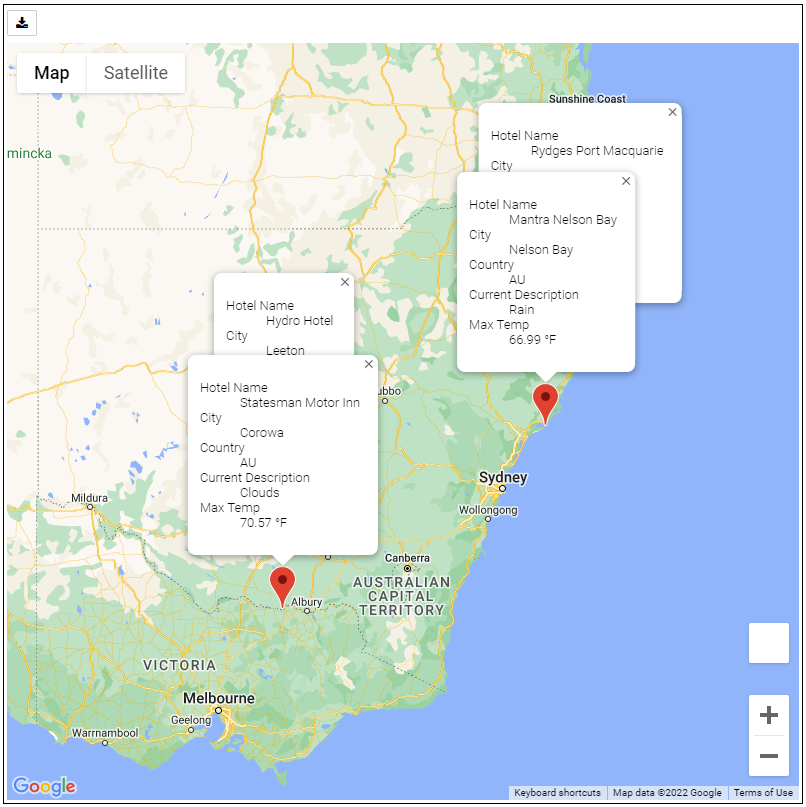 Map
Satellite
Sunshine Coast
mincka
Hotel Name
Rydges Port Macquarie
City
Hotel Name
Mantra Nelson Bay
City
Nelson Bay
Country
AU
Current Description
Rain
Max Temp
66.99 °F
Hotel Name
Hydro Hotel
City
Leeton
Hotel Name
Statesman Motor Inn
City
Corowa
Country
AU
Current Description
Clouds
Max Temp
70.57 °F
ubbo
Sydney
Mildura
Wollongong
Canberra
AUSTRALIAN
CAPITAL
TERRITORY
Albury
VICTORIA
Melbourne
Geelong
Warrnambool
Google
Keyboard shortcuts
Map data ©2022 Google
Terms of Use